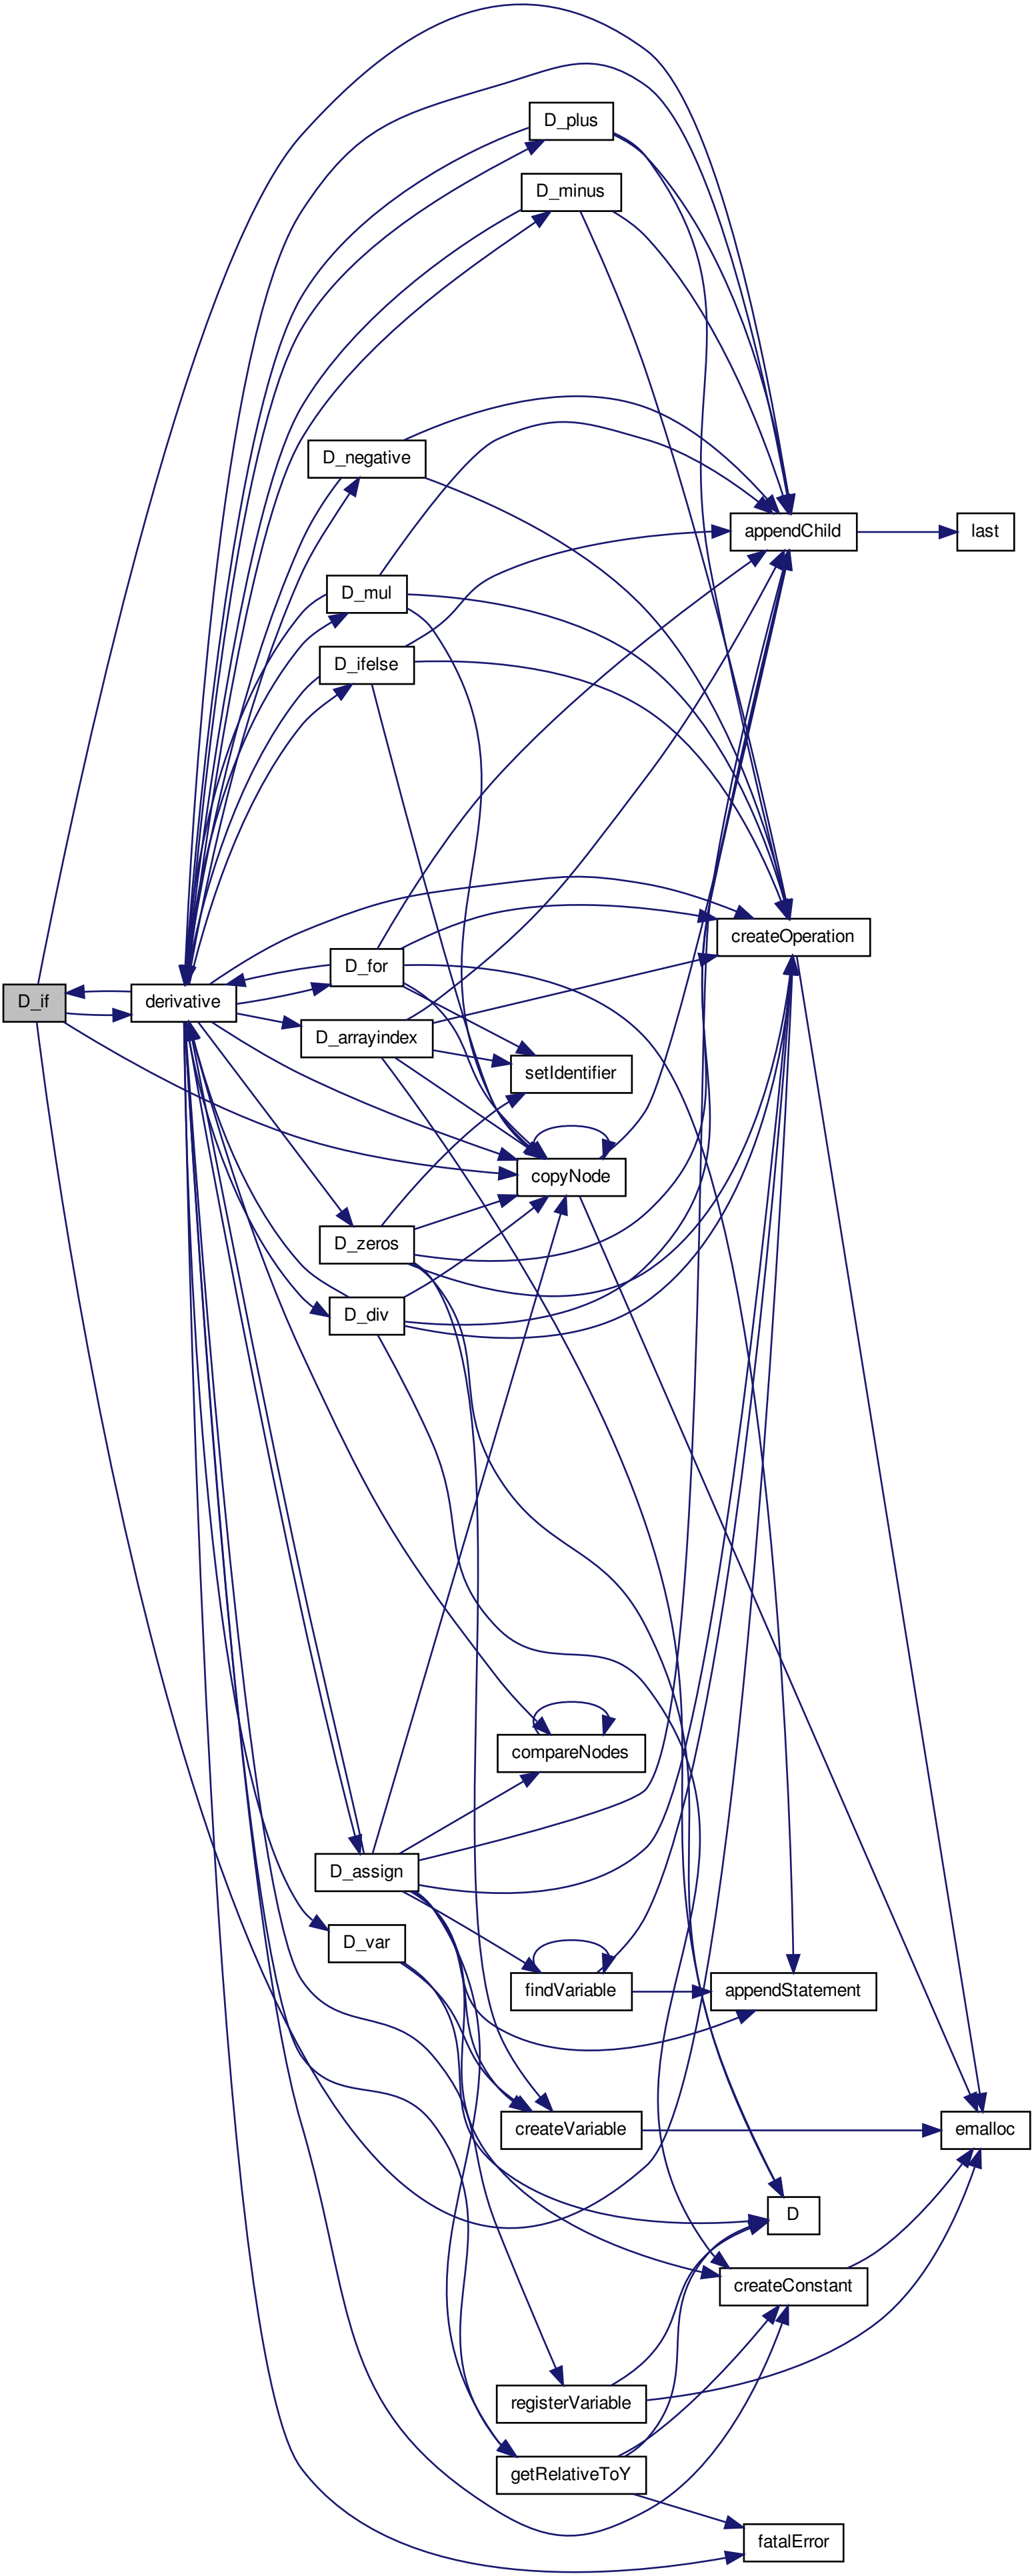 D_plus
D_minus
D_negative
appendChild
last
D_mul
D_ifelse
createOperation
D_for
D_if
derivative
D_arrayindex
setIdentifier
copyNode
D_zeros
D_div
compareNodes
D_assign
D_var
findVariable
appendStatement
createVariable
emalloc
D
createConstant
registerVariable
getRelativeToY
fatalError